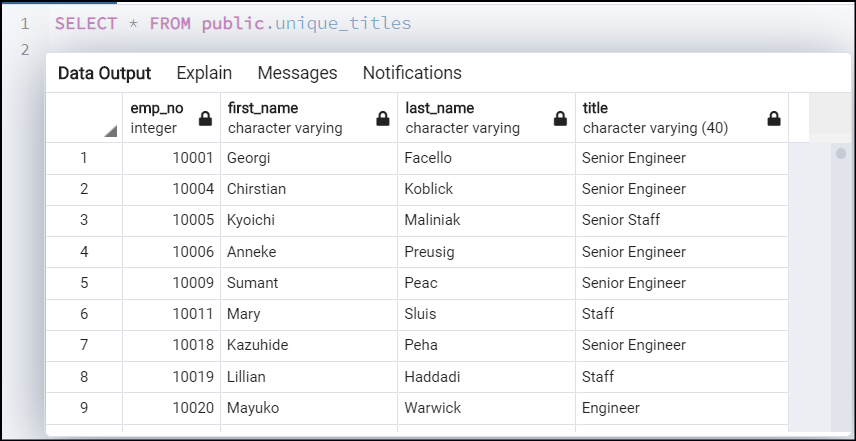 1 SELECT * FROM public.unique_titles
2
Data Output Explain Messages Notifications
emp_no first_name last_name title
integer character varying character varying character varying (40)
1 10001 Georgi Facello Senior Engineer
2 10004 Chirstian Koblick Senior Engineer
3 10005 Kyoichi Maliniak Senior Staff
4 10006 Anneke Preusig Senior Engineer
5 10009 Sumant Peac Senior Engineer
6 10011 Mary Sluis Staff
7 10018 Kazuhide Peha Senior Engineer
8 10019 Lillian Haddadi Staff
9 10020 Mayuko Warwick Engineer